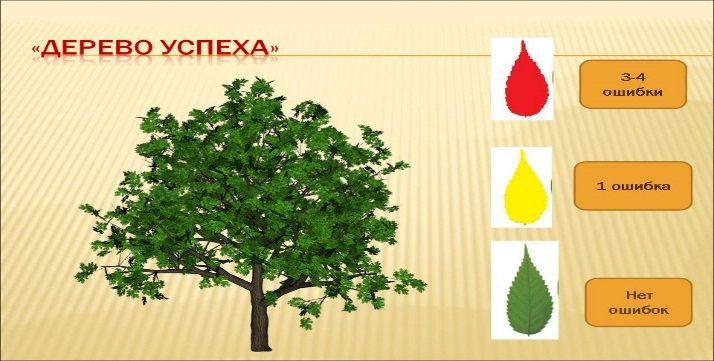 «ДЕРЕВО УСПЕХА»
3-4
ошибки
1 ошибка
Нет
ошибок